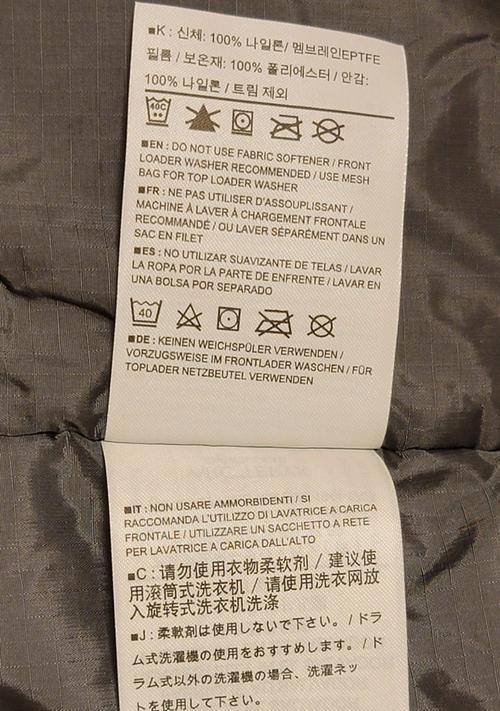 ■K : 신체: 100% 나일론/ 멤브레인EPTFE
필름 / 보온재: 100% 폴리에스터 / 안감:
100% 나일론 / 트림 제외
40C
■EN : DO NOT USE FABRIC SOFTENER / FRONT
LOADER WASHER RECOMMENDED / USE MESH
BAG FOR TOP LOADER WASHER
■FR : NE PAS UTILISER D'ASSOUPLISSANT /
MACHINE À LAVER À CHARGEMENT FRONTALE
RECOMMANDÉ / OU LAVER SÉPARÉMENT DANS UN
SAC EN FILET
■ES : NO UTILIZAR SUAVIZANTE DE TELAS / LAVAR
LA ROPA POR LA PARTE DE ENFRENTE / LAVAR EN
UNA BOLSA POR SEPARADO
40
■DE : KEINEN WEICHSPÜLER VERWENDEN /
VORZUGSWEISE IM FRONTLADER WASCHEN / FÜR
TOPLADER NETZBEUTEL VERWENDEN
■IT : NON USARE AMMORBIDENTI / SI
RACCOMANDA L'UTILIZO DI LAVATRICE A CARICA
FRONTALE / UTILIZZARE UN SACCHETTO A RETE
PER LAVATRICE A CARICA DALL'ALTO
■C : 请勿使用衣物柔软剂 / 建议使
用滚筒式洗衣机 / 请使用洗衣网放
入旋转式洗衣机洗涤
■J : 柔軟剤は使用しないで下さい。/ ドラ
ム式洗濯機の使用をおすすめします。/ ド
ラム式以外の洗濯機の場合、洗濯ネッ
トを使用して下さい。